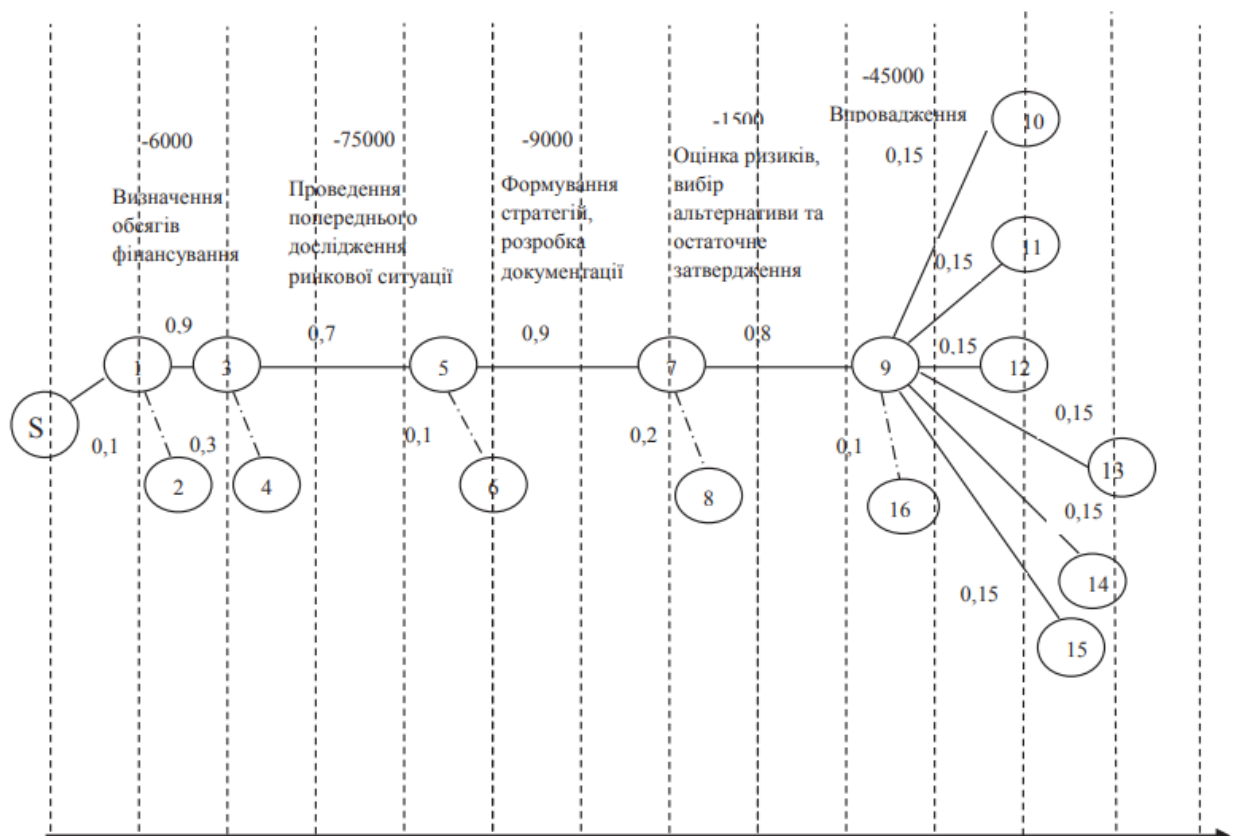 -45000
Впровадження
10
-1500
-6000
-75000
-9000
0,15
Оцінка ризиків,
вибір
альтернативи та
остаточне
затвердження
Визначення
обсягів
фінансування
Проведення
попереднього
дослідження
ринкової ситуації
Формування
стратегій,
розробка
документації
11
0,15
0,9
0,7
0,9
0,8
0,15
1
3
5
7
9
12
0,15
S
0,1
0,3
0,1
0,2
0,1
13
2
4
6
8
16
0,15
14
0,15
15